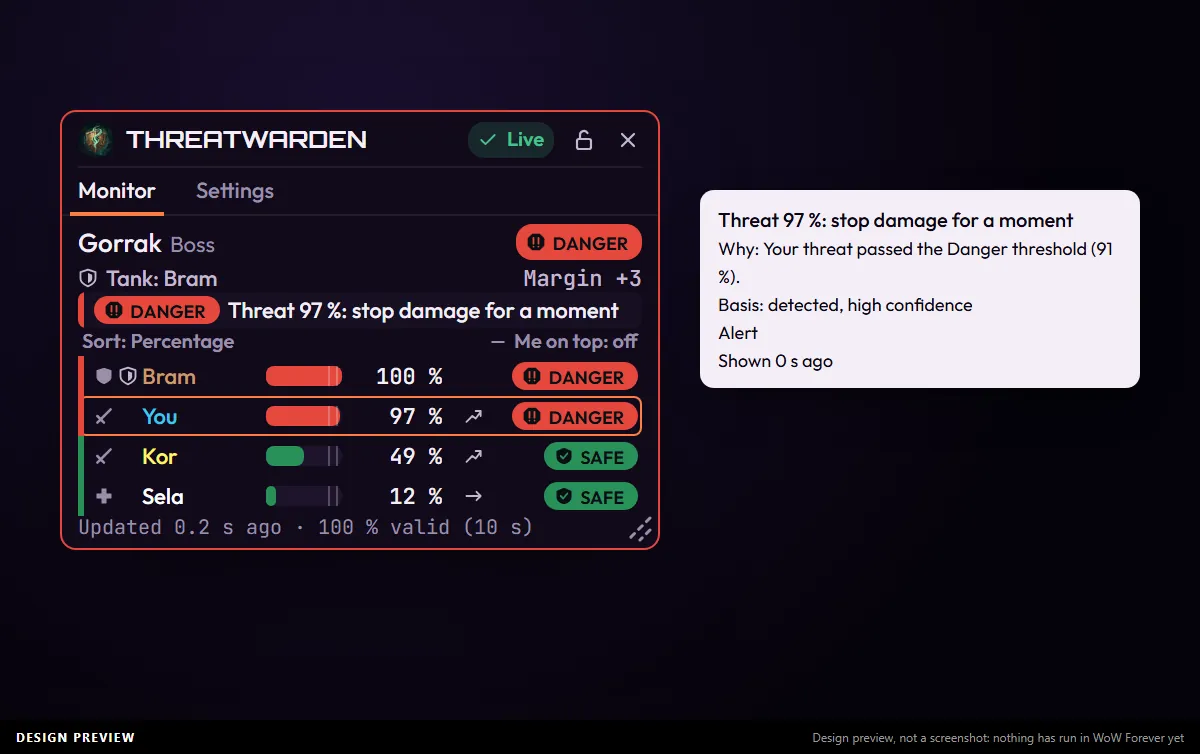 THREATWARDEN
Live
Monitor Settings
Gorrak Boss DANGER
Tank: Bram Margin +3
DANGER Threat 97 %: stop damage for a moment
Sort: Percentage — Me on top: off
Bram 100 % DANGER
You 97 % DANGER
Kor 49 % SAFE
Sela 12 % SAFE
Updated 0.2 s ago · 100 % valid (10 s)
Threat 97 %: stop damage for a moment
Why: Your threat passed the Danger threshold (91
%).
Basis: detected, high confidence
Alert
Shown 0 s ago
DESIGN PREVIEW
Design preview, not a screenshot: nothing has run in WoW Forever yet